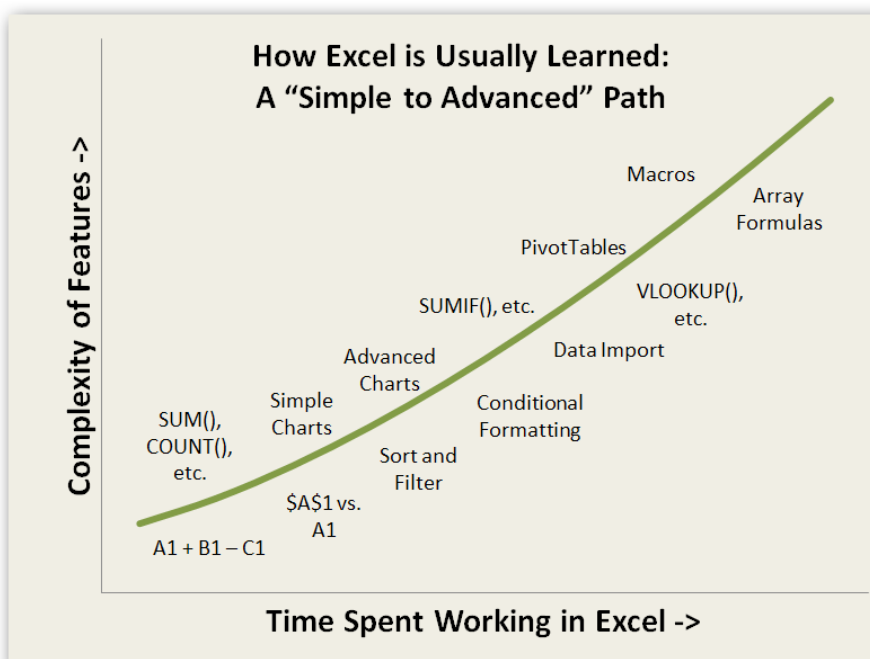 How Excel is Usually Learned:
A “Simple to Advanced” Path
Complexity of Features ->
Macros
Array
Formulas
PivotTables
VLOOKUP(),
etc.
SUMIF(), etc.
Data Import
Advanced
Charts
Simple
Charts
Conditional
Formatting
SUM(),
COUNT(),
etc.
Sort and
Filter
$A$1 vs.
A1
A1 + B1 – C1
Time Spent Working in Excel ->